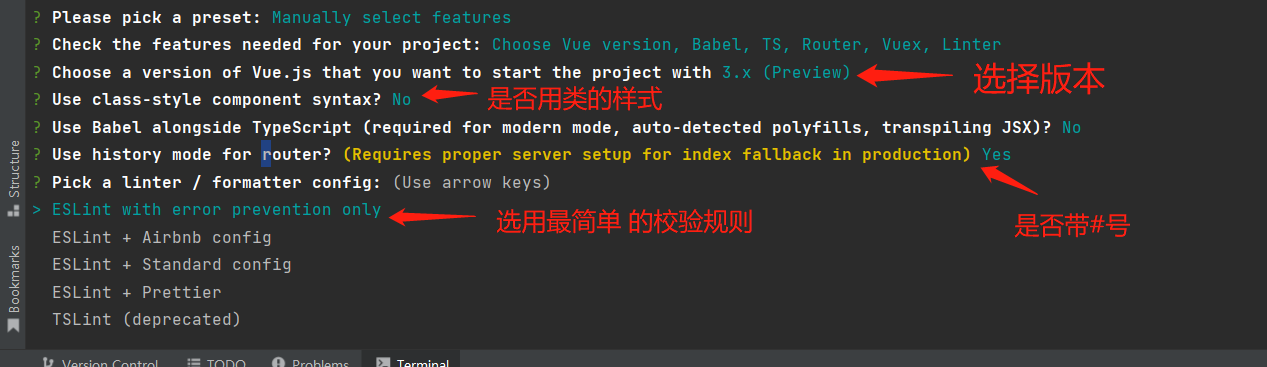 ? Please pick a preset: Manually select features
? Check the features needed for your project: Choose Vue version, Babel, TS, Router, Vuex, Linter
? Choose a version of Vue.js that you want to start the project with 3.x (Preview)
选择版本
? Use class-style component syntax? No
是否用类的样式
? Use Babel alongside TypeScript (required for modern mode, auto-detected polyfills, transpiling JSX)? No
? Use history mode for router? (Requires proper server setup for index fallback in production) Yes
是否带#号
? Pick a linter / formatter config: (Use arrow keys)
> ESLint with error prevention only
选用最简单 的校验规则
ESLint + Airbnb config
ESLint + Standard config
ESLint + Prettier
TSLint (deprecated)
Structure
Bookmarks
Version Control
TODO
Problems
Terminal